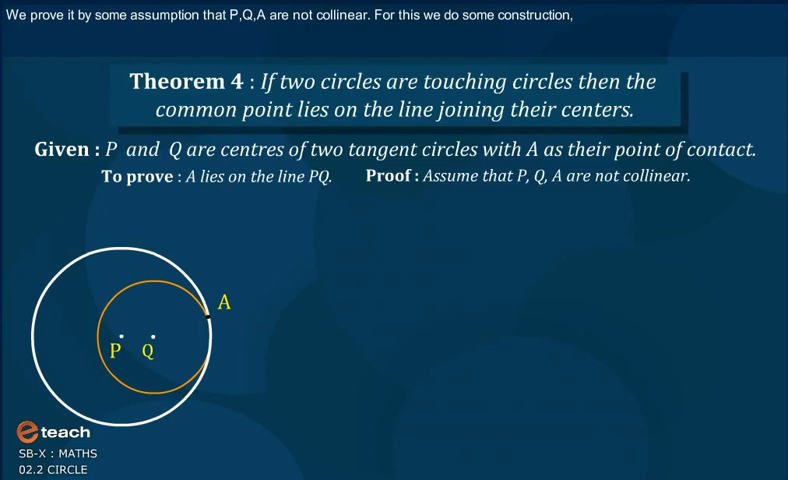 We prove it by some assumption that P,Q,A are not collinear. For this we do some construction,
Theorem 4 : If two circles are touching circles then the
common point lies on the line joining their centers.
Given : P and Q are centres of two tangent circles with A as their point of contact.
To prove : A lies on the line PQ. Proof : Assume that P, Q, A are not collinear.
A
P Q
eteach
SB-X : MATHS
02.2 CIRCLE